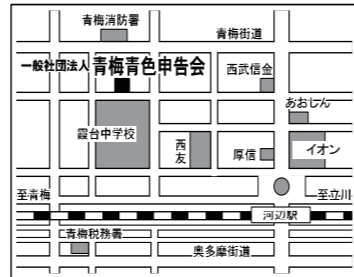 青梅消防署
青梅街道
一般社団法人 青梅青色申告会
西武信金
あおしん
霞台中学校
西友
厚信
イオン
至青梅
至立川
河辺駅
青梅税務署
奥多摩街道